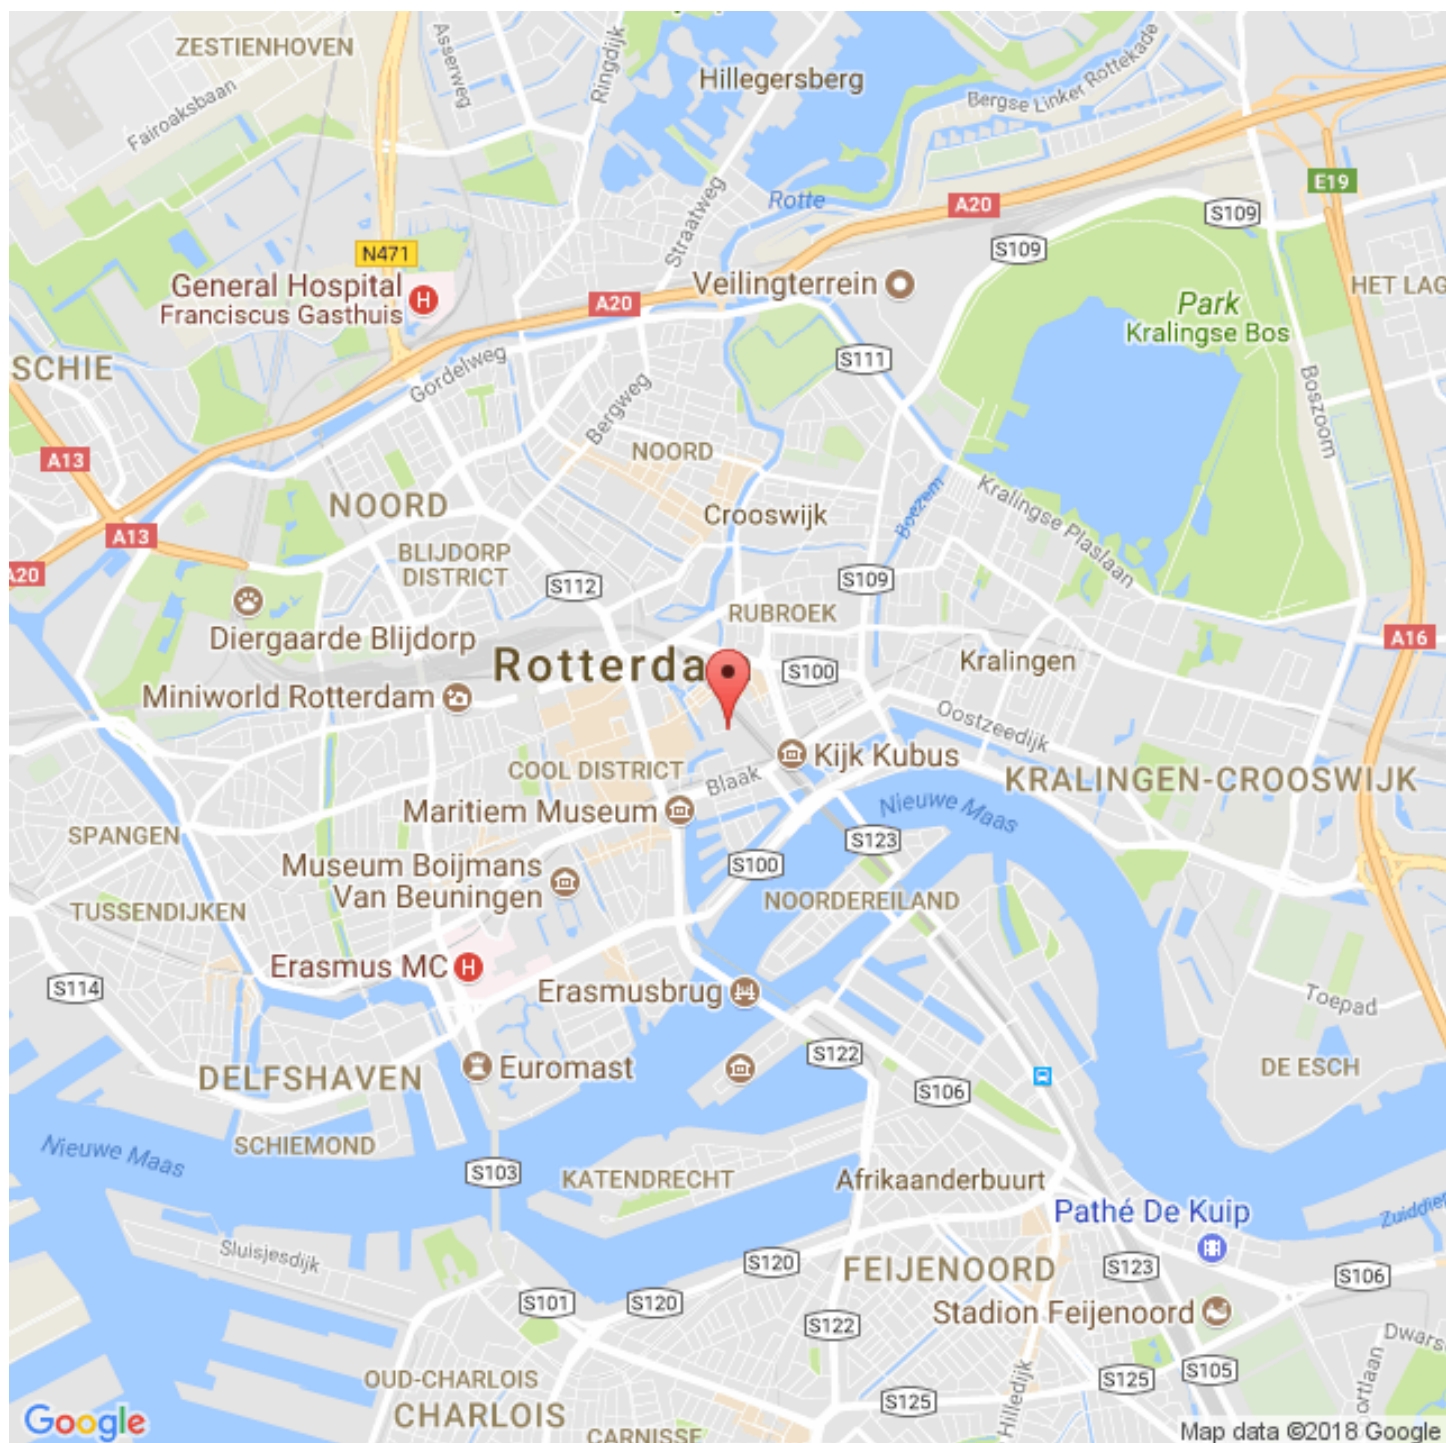 ZESTIENHOVEN
Asserweg
Ringdijk
Hillegersberg
Bergse Linker Rottekade
Fairoaksbaan
E19
Rotte
A20
S109
S109
Straatweg
N471
General Hospital
Franciscus Gasthuis
H
A20
Veilingterrein
HET LAG
Park
Kralingse Bos
SCHIE
Gordelweg
S111
Boszoom
Bergweg
A13
NOORD
NOORD
Crooswijk
Boezem
Kralingse Plaslaan
A13
BLIJDORP
DISTRICT
A20
S112
S109
Diergaarde Blijdorp
RUBROEK
A16
Rotterda
S100
Kralingen
Miniworld Rotterdam
Oostzeedijk
COOL DISTRICT
Blaak
Kijk Kubus
KRALINGEN-CROOSWIJK
Maritiem Museum
Nieuwe Maas
SPANGEN
S123
Museum Boijmans
Van Beuningen
S100
NOORDEREILAND
TUSSENDIJKEN
Erasmus MC
H
S114
Erasmusbrug
Toepad
S122
DE ESCH
DELFSHAVEN
Euromast
S106
Nieuwe Maas
SCHIEMOND
S103
KATENDRECHT
Afrikaanderbuurt
Pathé De Kuip
Zuiddie
Sluisjesdijk
S120
FEIJENOORD
S123
S106
S101
S120
S122
Stadion Feijenoord
Dwars
OUD-CHARLOIS
S125
S105
CHARLOIS
S125
Hilledijk
ortlaan
CARNISSE
Google
Map data ©2018 Google